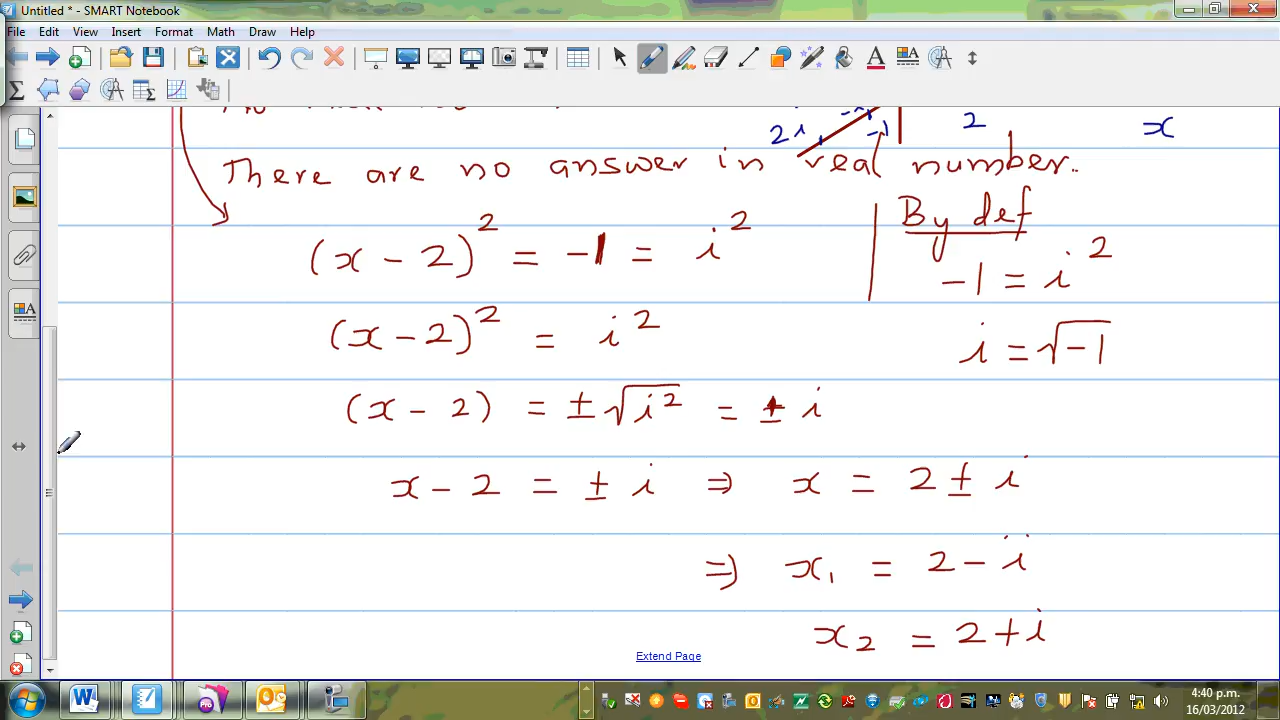 Untitled * - SMART Notebook
File Edit View Insert Format Math Draw Help
2i -1 2 x
There are no answer in real number.
(x - 2)² = -1 = i²
By def
-1 = i²
(x - 2)² = i²
i = √-1
(x - 2) = ± √i² = ± i
x - 2 = ± i ⇒ x = 2 ± i
⇒ x₁ = 2 - i
x₂ = 2 + i
Extend Page
4:40 p.m.
16/03/2012